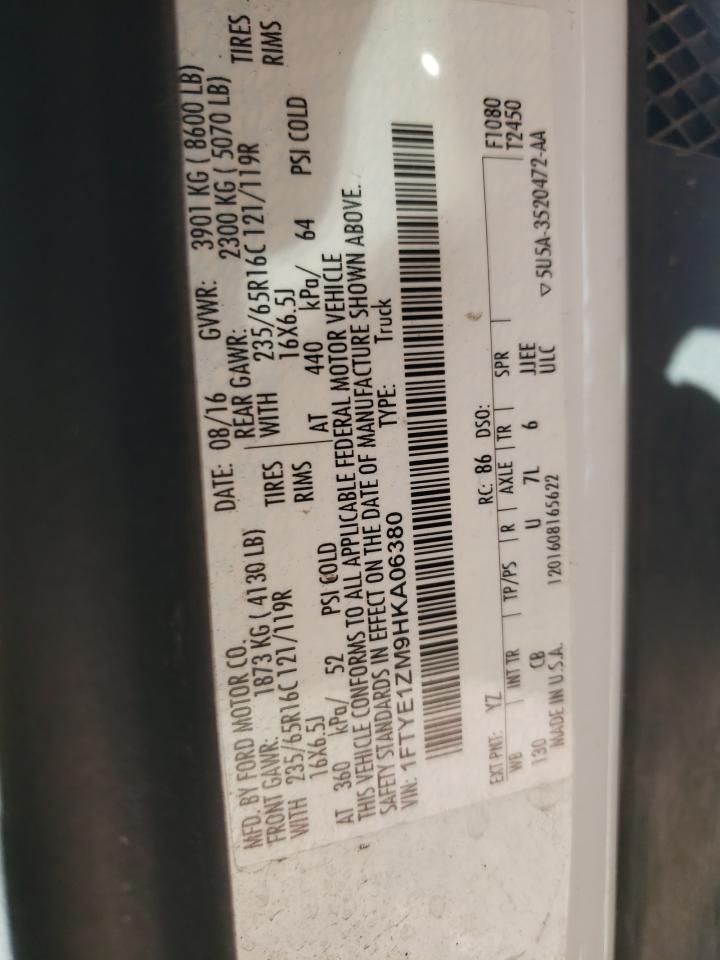 MFD. BY FORD MOTOR CO. DATE: 08/16 GVWR: 3901 KG ( 8600 LB)
FRONT GAWR: 1873 KG ( 4130 LB) REAR GAWR: 2300 KG ( 5070 LB)
WITH 235/65R16C 121/119R TIRES WITH 235/65R16C 121/119R TIRES
16X6.5J RIMS 16X6.5J RIMS
AT 360 kPa/ 52 PSI COLD AT 440 kPa/ 64 PSI COLD
THIS VEHICLE CONFORMS TO ALL APPLICABLE FEDERAL MOTOR VEHICLE
SAFETY STANDARDS IN EFFECT ON THE DATE OF MANUFACTURE SHOWN ABOVE.
VIN: 1FTYE1ZM9HKA06380 TYPE: Truck
EXT PNT: YZ RC: 86 DSO: F1080
WB INT TR TP/PS R AXLE TR SPR T2450
130 CB U 7L 6 JJEE
MADE IN U.S.A. 1201608165622 ULC ▽5U5A-3520472-AA